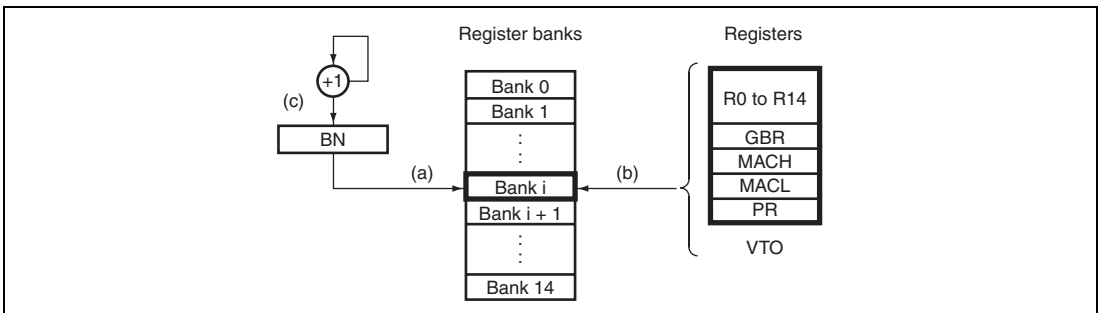 Register banks
Registers
+1
(c)
BN
(a)
Bank 0
Bank 1
:
:
Bank i
Bank i + 1
:
:
Bank 14
(b)
R0 to R14
GBR
MACH
MACL
PR
VTO